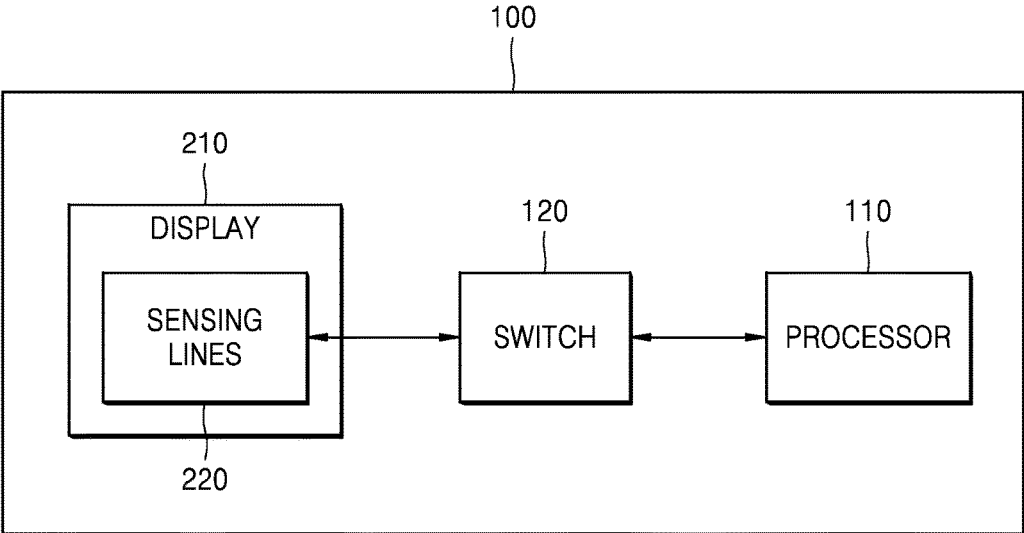 100
210
DISPLAY
120
110
SENSING
LINES
SWITCH
PROCESSOR
220